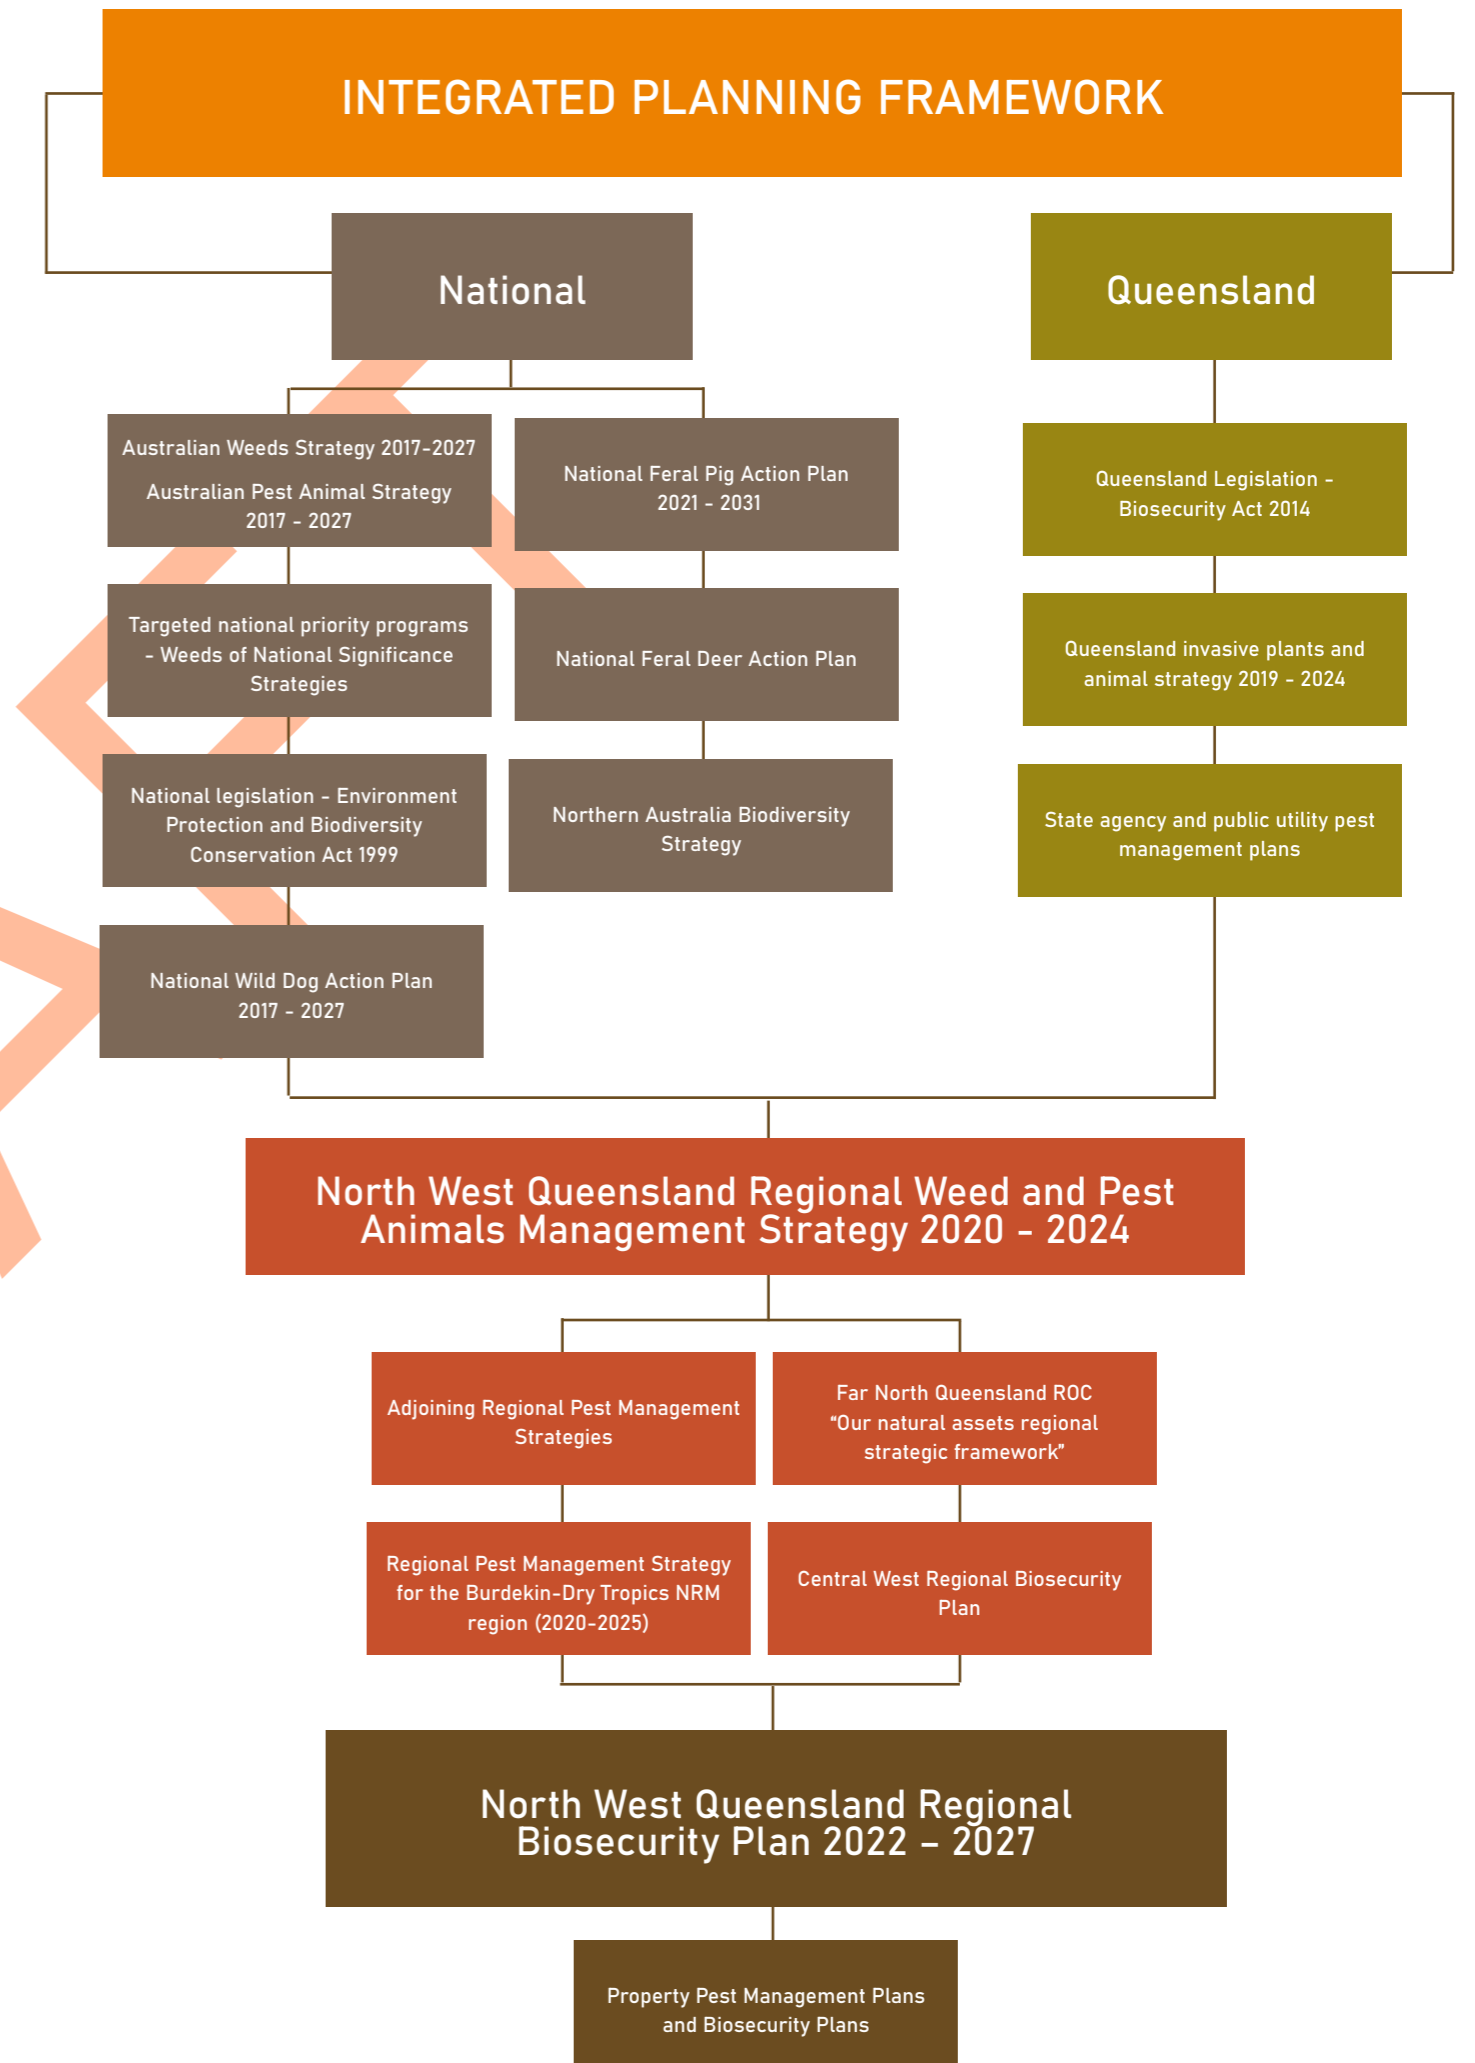 INTEGRATED PLANNING FRAMEWORK
National
Queensland
Australian Weeds Strategy 2017-2027
Australian Pest Animal Strategy
2017 - 2027
National Feral Pig Action Plan
2021 - 2031
Queensland Legislation -
Biosecurity Act 2014
Targeted national priority programs
- Weeds of National Significance
Strategies
National Feral Deer Action Plan
Queensland invasive plants and
animal strategy 2019 - 2024
National legislation - Environment
Protection and Biodiversity
Conservation Act 1999
Northern Australia Biodiversity
Strategy
State agency and public utility pest
management plans
National Wild Dog Action Plan
2017 - 2027
North West Queensland Regional Weed and Pest
Animals Management Strategy 2020 - 2024
Adjoining Regional Pest Management
Strategies
Far North Queensland ROC
“Our natural assets regional
strategic framework”
Regional Pest Management Strategy
for the Burdekin-Dry Tropics NRM
region (2020-2025)
Central West Regional Biosecurity
Plan
North West Queensland Regional
Biosecurity Plan 2022 – 2027
Property Pest Management Plans
and Biosecurity Plans